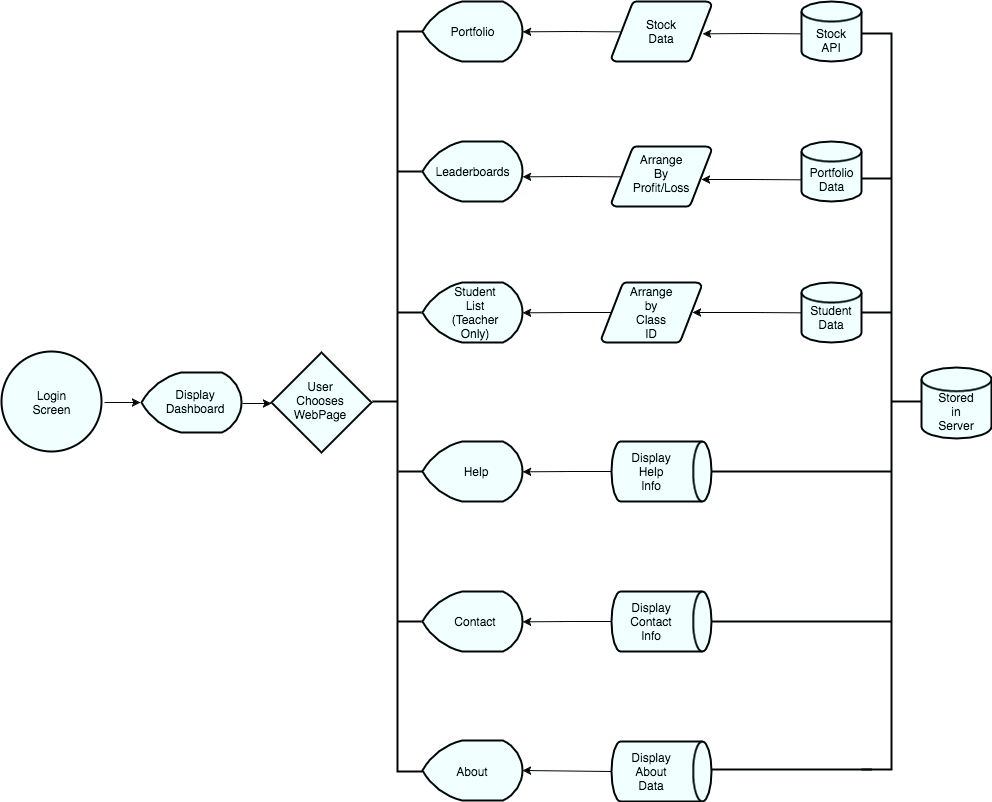 Portfolio
Stock
Data
Stock
API
Leaderboards
Arrange
By
Profit/Loss
Portfolio
Data
Student
List
(Teacher
Only)
Arrange
by
Class
ID
Student
Data
Login
Screen
Display
Dashboard
User
Chooses
WebPage
Stored
in
Server
Help
Display
Help
Info
Contact
Display
Contact
Info
About
Display
About
Data